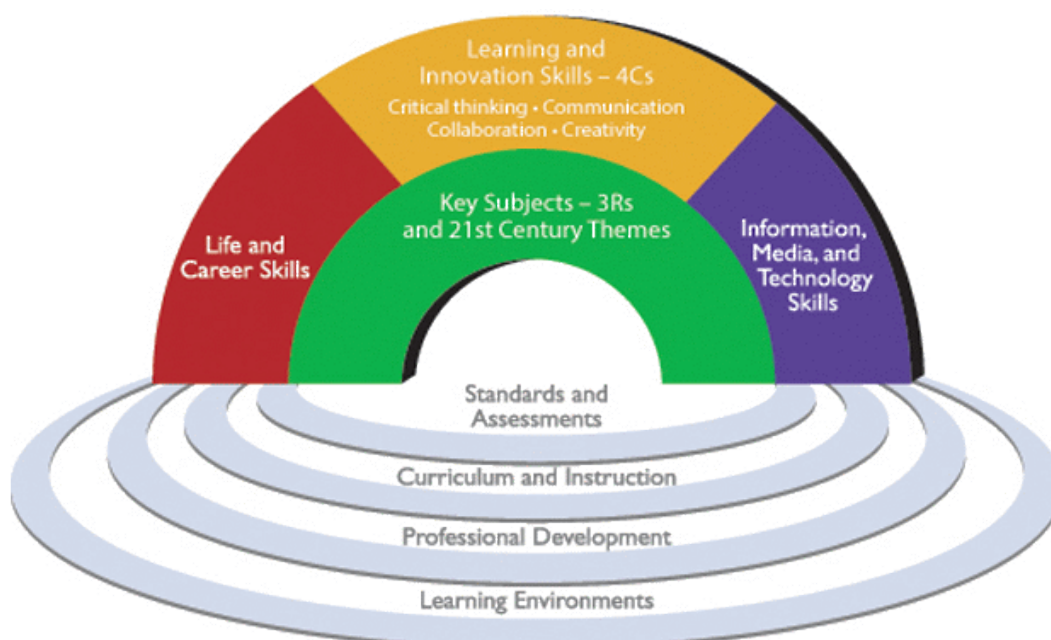 Learning and
Innovation Skills – 4Cs
Critical thinking • Communication
Collaboration • Creativity
Key Subjects – 3Rs
and 21st Century Themes
Life and
Career Skills
Information,
Media, and
Technology
Skills
Standards and
Assessments
Curriculum and Instruction
Professional Development
Learning Environments